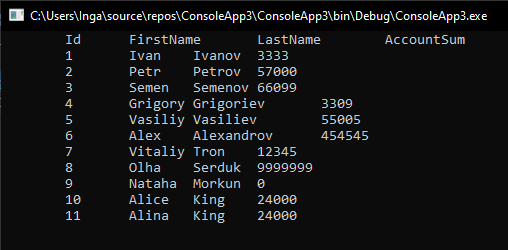 C:\Users\Inga\source\repos\ConsoleApp3\ConsoleApp3\bin\Debug\ConsoleApp3.exe
Id FirstName LastName AccountSum
1 Ivan Ivanov 3333
2 Petr Petrov 57000
3 Semen Semenov 66099
4 Grigory Grigoriev 3309
5 Vasiliy Vasiliev 55005
6 Alex Alexandrov 454545
7 Vitaliy Tron 12345
8 Olha Serduk 9999999
9 Nataha Morkun 0
10 Alice King 24000
11 Alina King 24000